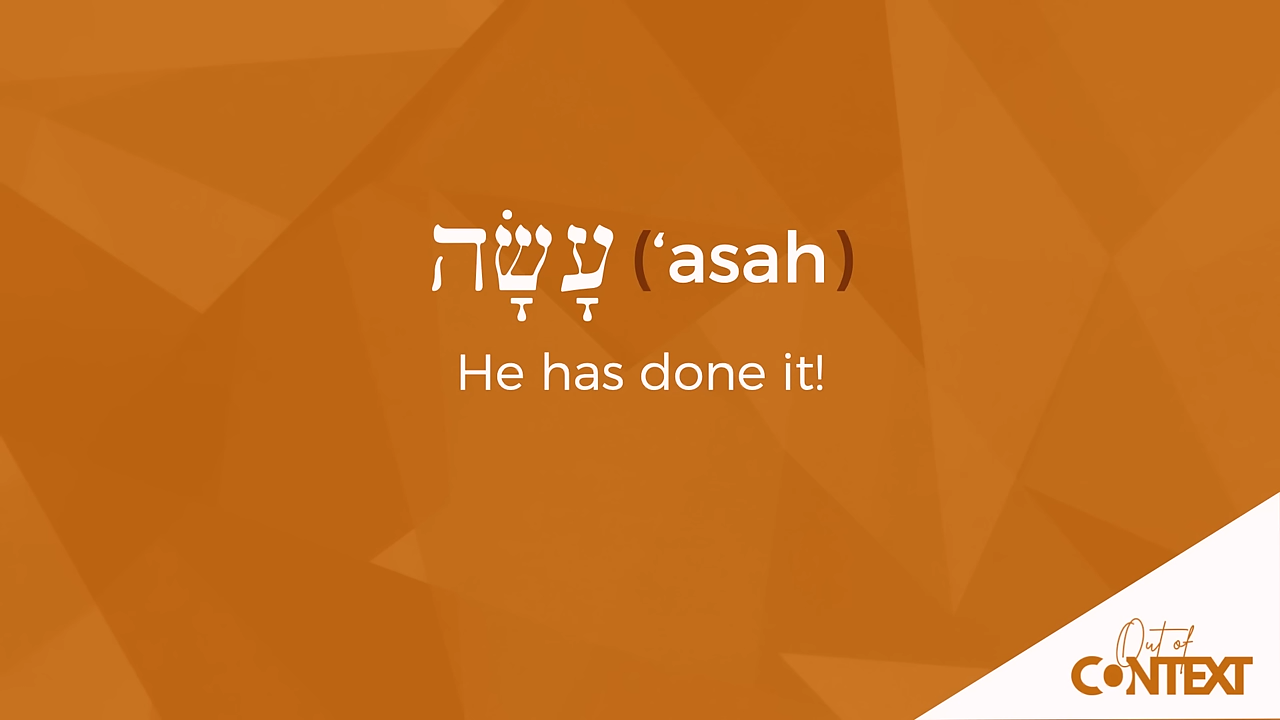 עָשָׂה (‘asah)
He has done it!
Out of
CONTEXT